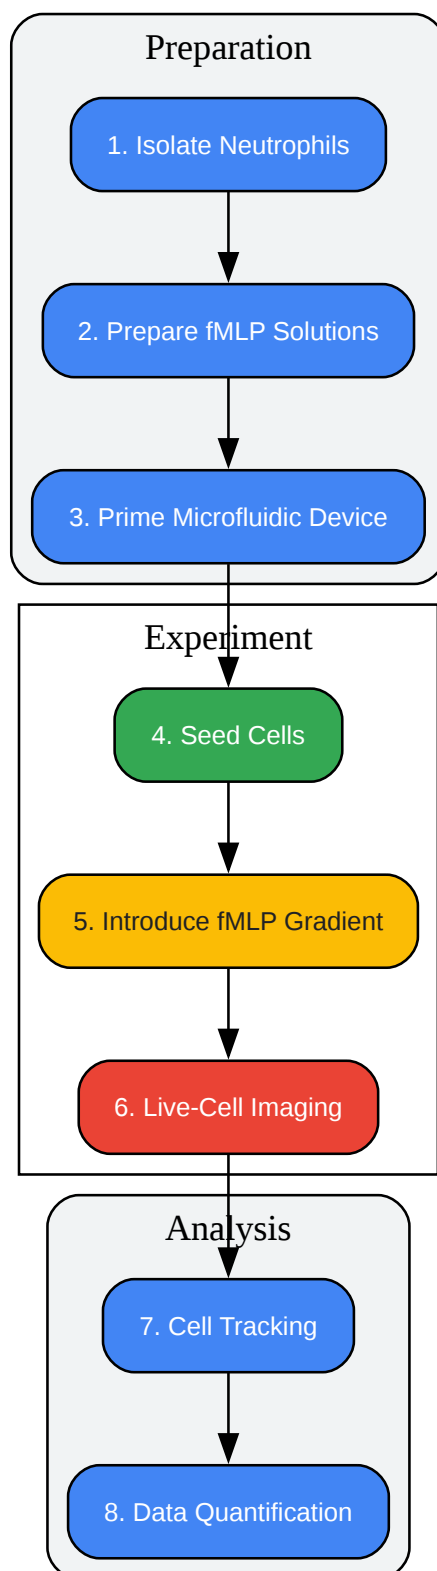 Preparation
1. Isolate Neutrophils
2. Prepare fMLP Solutions
3. Prime Microfluidic Device
Experiment
4. Seed Cells
5. Introduce fMLP Gradient
6. Live-Cell Imaging
Analysis
7. Cell Tracking
8. Data Quantification